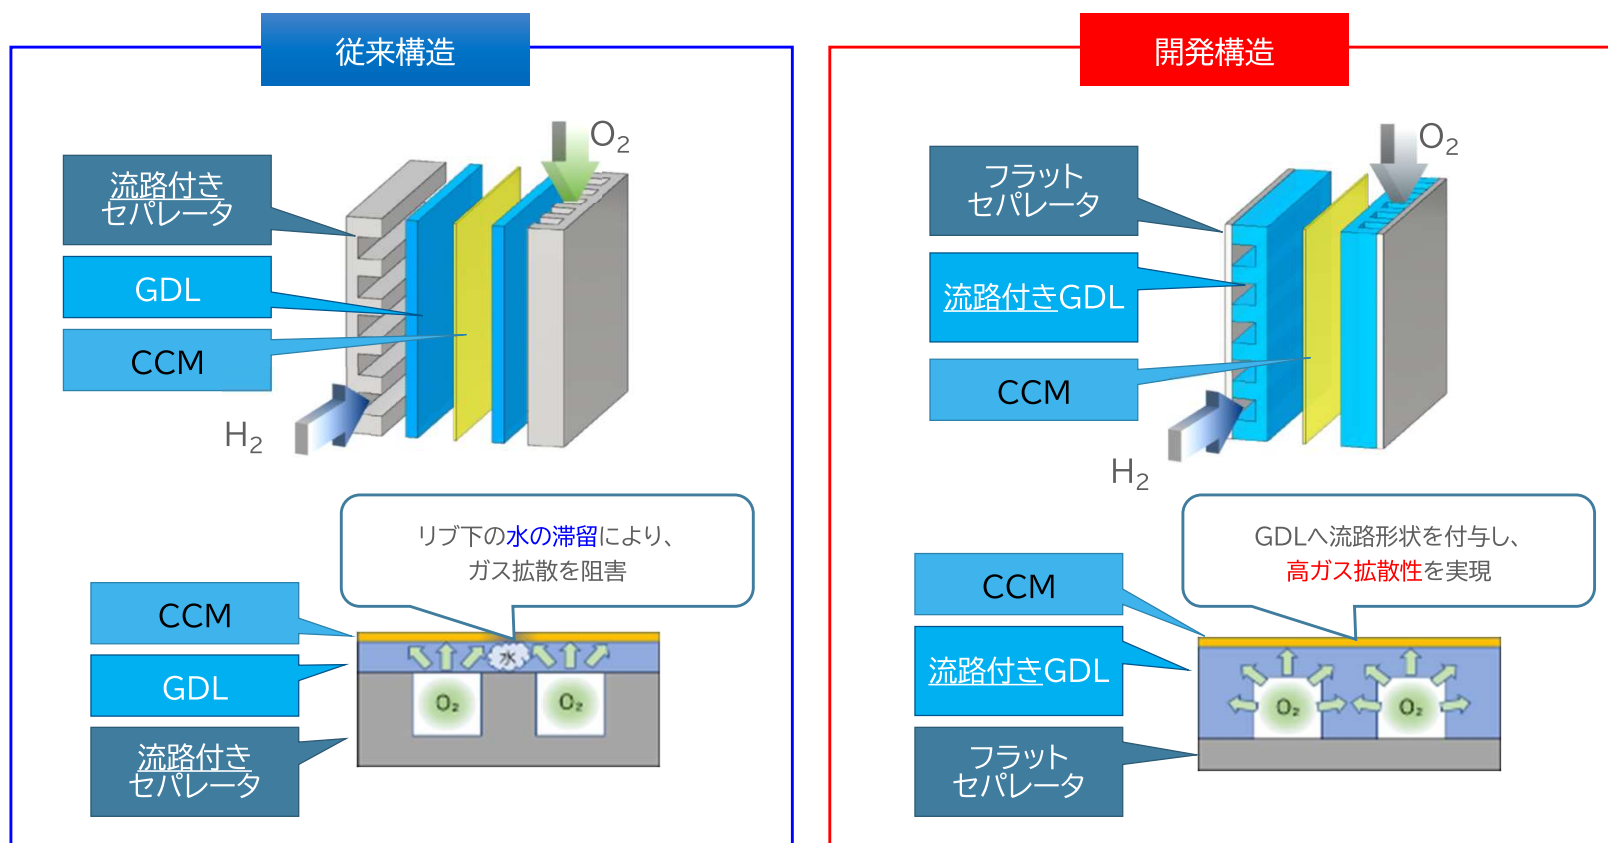 従来構造
O₂
流路付き
セパレータ
GDL
CCM
H₂
リブ下の水の滞留により、
ガス拡散を阻害
CCM
GDL
流路付き
セパレータ
水
O₂
O₂
開発構造
O₂
フラット
セパレータ
流路付きGDL
CCM
H₂
GDLへ流路形状を付与し、
高ガス拡散性を実現
CCM
流路付きGDL
フラット
セパレータ
O₂
O₂